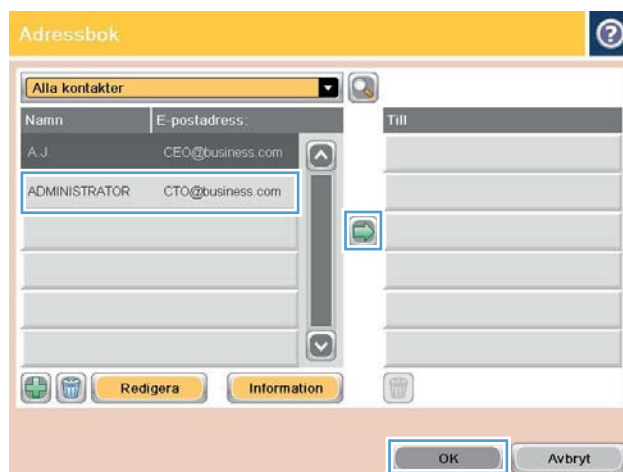 Adressbok
?
Alla kontakter
Namn E-postadress: Till
A.J. CEO@business.com
ADMINISTRATOR CTO@business.com
Redigera Information
OK Avbryt